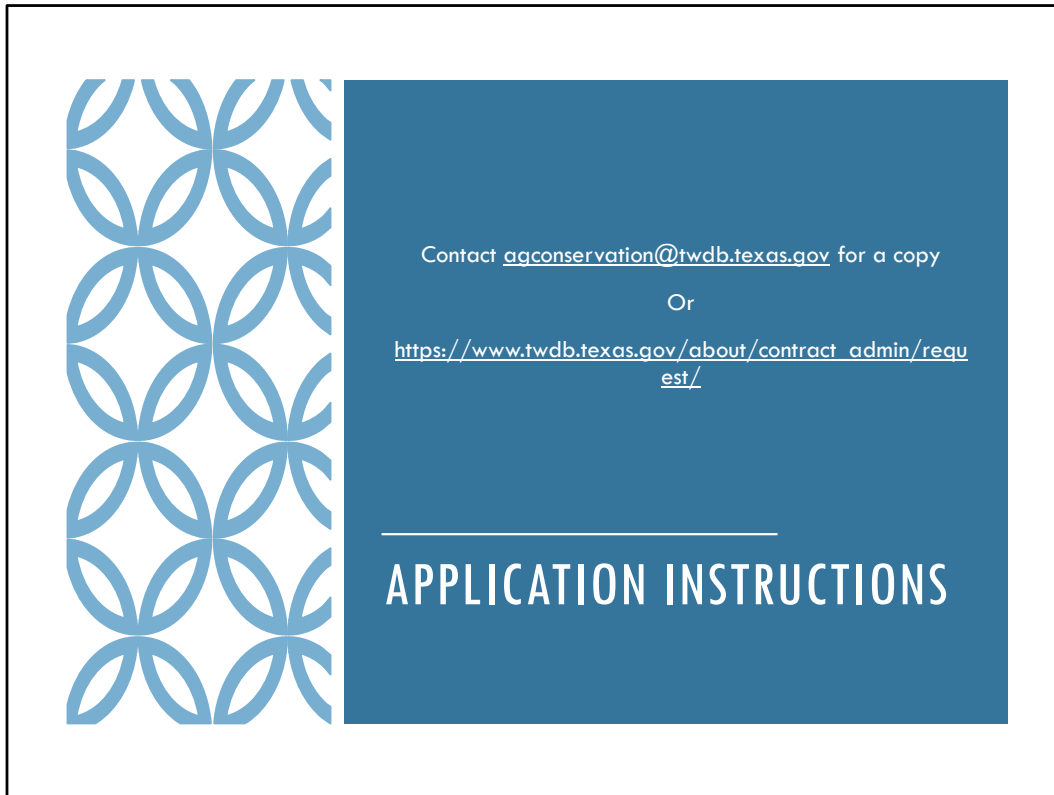 Contact agconservation@twdb.texas.gov for a copy
Or
https://www.twdb.texas.gov/about/contract_admin/requ
est/
APPLICATION INSTRUCTIONS